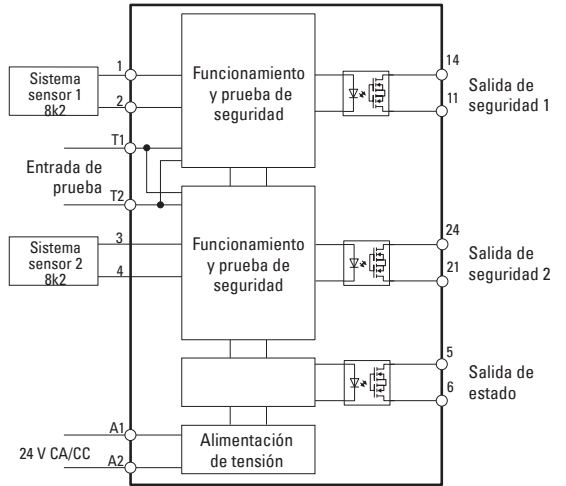 1
Sistema
sensor 1
8k2
2
Funcionamiento
y prueba de
seguridad
14
11
Salida de
seguridad 1
T1
Entrada de
prueba
T2
3
Sistema
sensor 2
8k2
4
Funcionamiento
y prueba de
seguridad
24
21
Salida de
seguridad 2
5
6
Salida de
estado
A1
24 V CA/CC
A2
Alimentación
de tensión